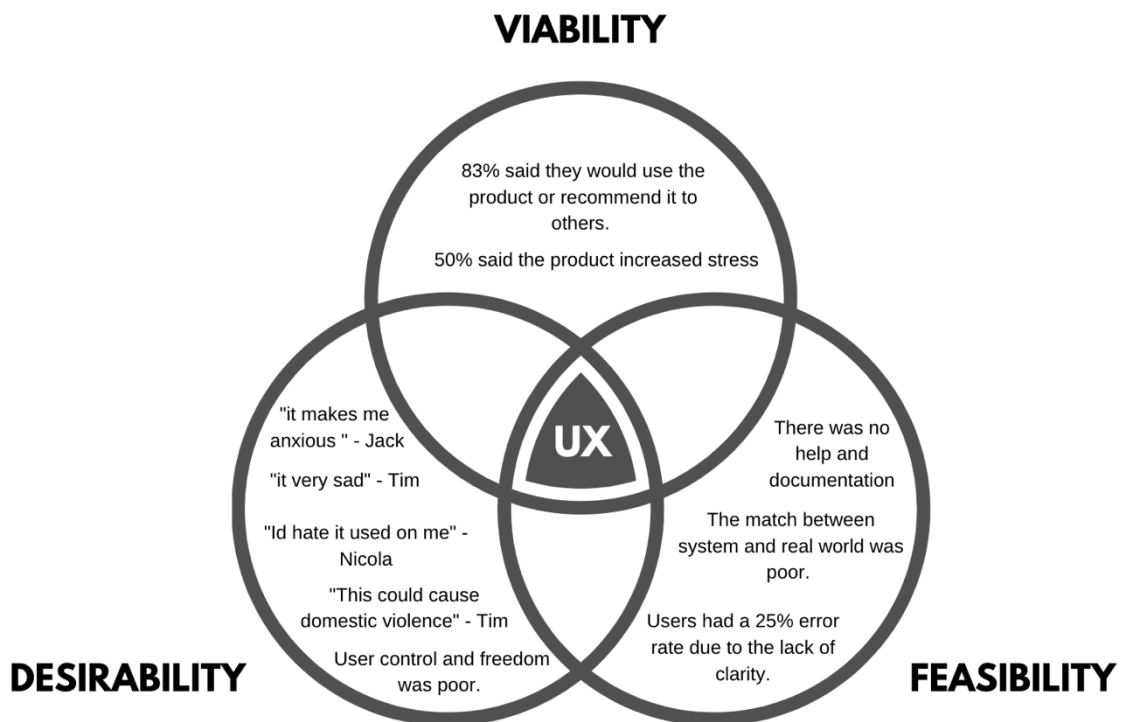 VIABILITY
83% said they would use the
product or recommend it to
others.
50% said the product increased stress
"it makes me
anxious " - Jack
"it very sad" - Tim
"Id hate it used on me" -
Nicola
"This could cause
domestic violence" - Tim
User control and freedom
was poor.
UX
There was no
help and
documentation
The match between
system and real world was
poor.
Users had a 25% error
rate due to the lack of
clarity.
DESIRABILITY
FEASIBILITY